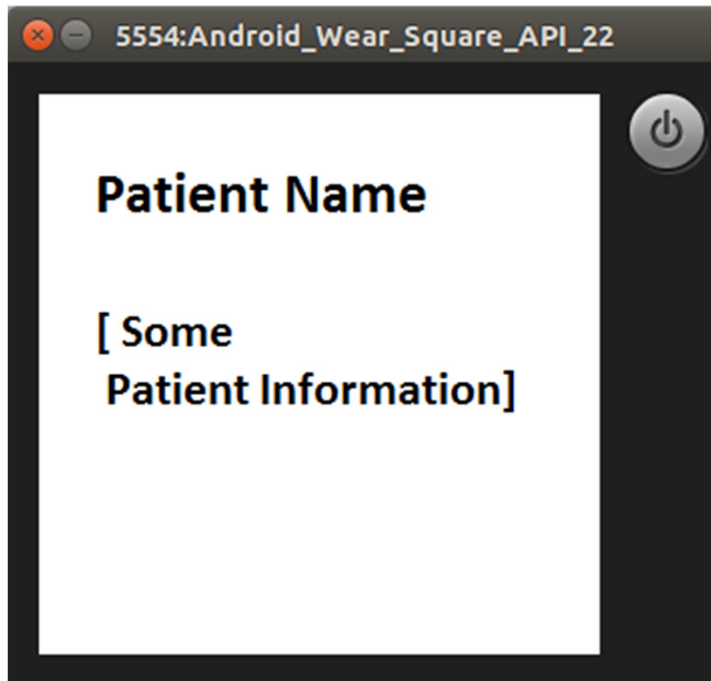 5554:Android_Wear_Square_API_22
Patient Name
[ Some
Patient Information]